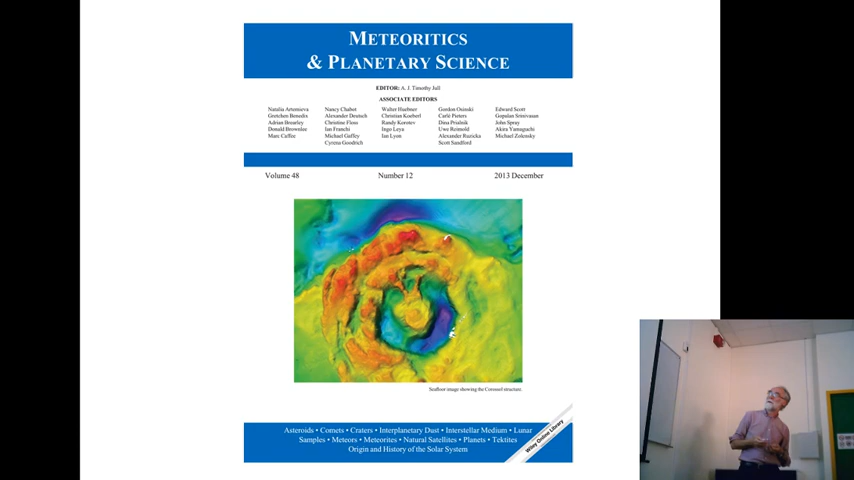 METEORITICS
& PLANETARY SCIENCE
EDITOR: A. J. Timothy Jull
ASSOCIATE EDITORS
Natalia Artemieva Nancy Chabot Walter Huebner Gordon Osinski Edward Scott
Gretchen Benedix Alexander Deutsch Christian Koeberl Carlé Pieters Gopalan Srinivasan
Adrian Brearley Christine Floss Randy Korotev Dina Prialnik John Spray
Donald Brownlee Ian Franchi Ingo Leya Uwe Reimold Akira Yamaguchi
Marc Caffee Michael Gaffey Ian Lyon Alexander Ruzicka Michael Zolensky
Cyrena Goodrich Scott Sandford
Volume 48 Number 12 2013 December
Seafloor image showing the Corossol structure.
Asteroids • Comets • Craters • Interplanetary Dust • Interstellar Medium • Lunar
Samples • Meteors • Meteorites • Natural Satellites • Planets • Tektites
Origin and History of the Solar System
Wiley Online Library